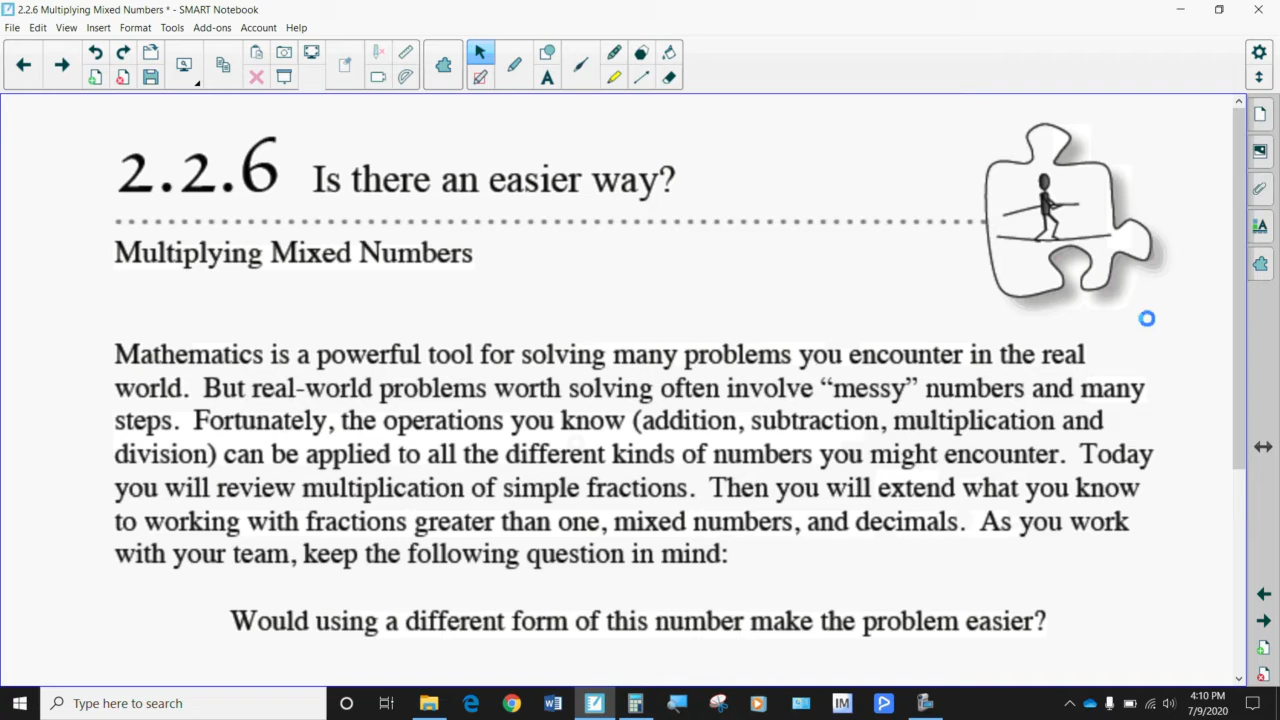 2.2.6 Multiplying Mixed Numbers * - SMART Notebook
File Edit View Insert Format Tools Add-ons Account Help
2.2.6 Is there an easier way?
Multiplying Mixed Numbers
Mathematics is a powerful tool for solving many problems you encounter in the real
world. But real-world problems worth solving often involve “messy” numbers and many
steps. Fortunately, the operations you know (addition, subtraction, multiplication and
division) can be applied to all the different kinds of numbers you might encounter. Today
you will review multiplication of simple fractions. Then you will extend what you know
to working with fractions greater than one, mixed numbers, and decimals. As you work
with your team, keep the following question in mind:
Would using a different form of this number make the problem easier?
Type here to search
IM
4:10 PM
7/9/2020